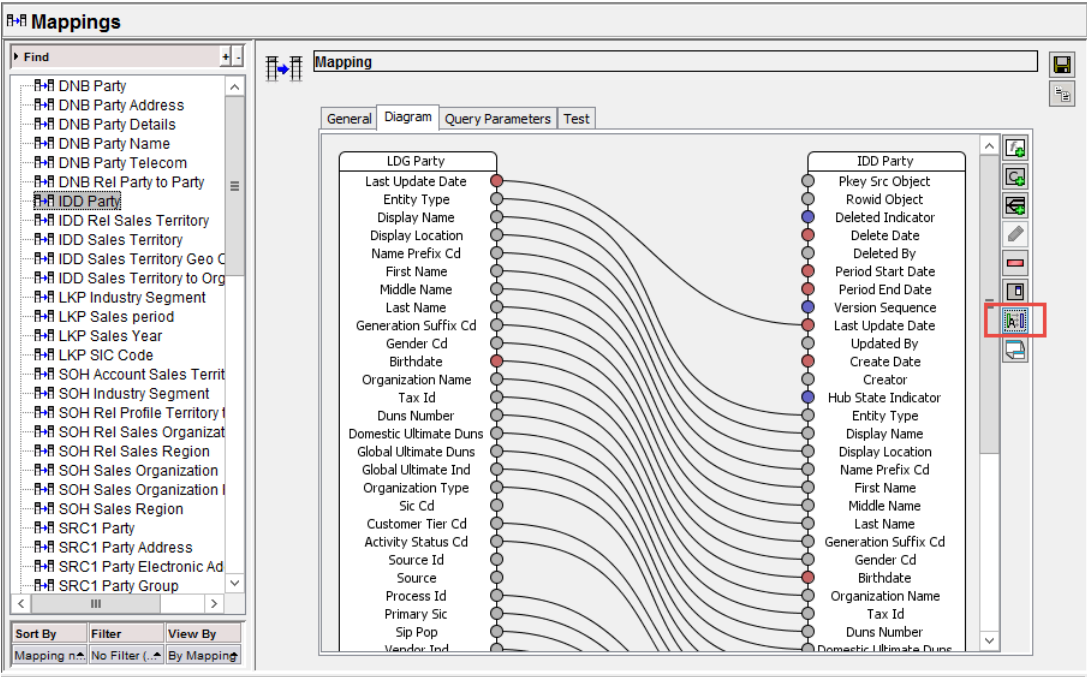 Mappings
Find
+ -
DNB Party
DNB Party Address
DNB Party Details
DNB Party Name
DNB Party Telecom
DNB Rel Party to Party
IDD Party
IDD Rel Sales Territory
IDD Sales Territory
IDD Sales Territory Geo C
IDD Sales Territory to Org
LKP Industry Segment
LKP Sales period
LKP Sales Year
LKP SIC Code
SOH Account Sales Territ
SOH Industry Segment
SOH Rel Profile Territory t
SOH Rel Sales Organizat
SOH Rel Sales Region
SOH Sales Organization
SOH Sales Organization I
SOH Sales Region
SRC1 Party
SRC1 Party Address
SRC1 Party Electronic Ad
SRC1 Party Group
Sort By Filter View By
Mapping n... No Filter (... By Mapping
Mapping
General Diagram Query Parameters Test
LDG Party
Last Update Date
Entity Type
Display Name
Display Location
Name Prefix Cd
First Name
Middle Name
Last Name
Generation Suffix Cd
Gender Cd
Birthdate
Organization Name
Tax Id
Duns Number
Domestic Ultimate Duns
Global Ultimate Duns
Global Ultimate Ind
Organization Type
Sic Cd
Customer Tier Cd
Activity Status Cd
Source Id
Source
Process Id
Primary Sic
Sip Pop
Vendor Ind
IDD Party
Pkey Src Object
Rowid Object
Deleted Indicator
Delete Date
Deleted By
Period Start Date
Period End Date
Version Sequence
Last Update Date
Updated By
Create Date
Creator
Hub State Indicator
Entity Type
Display Name
Display Location
Name Prefix Cd
First Name
Middle Name
Last Name
Generation Suffix Cd
Gender Cd
Birthdate
Organization Name
Tax Id
Duns Number
Domestic Ultimate Duns